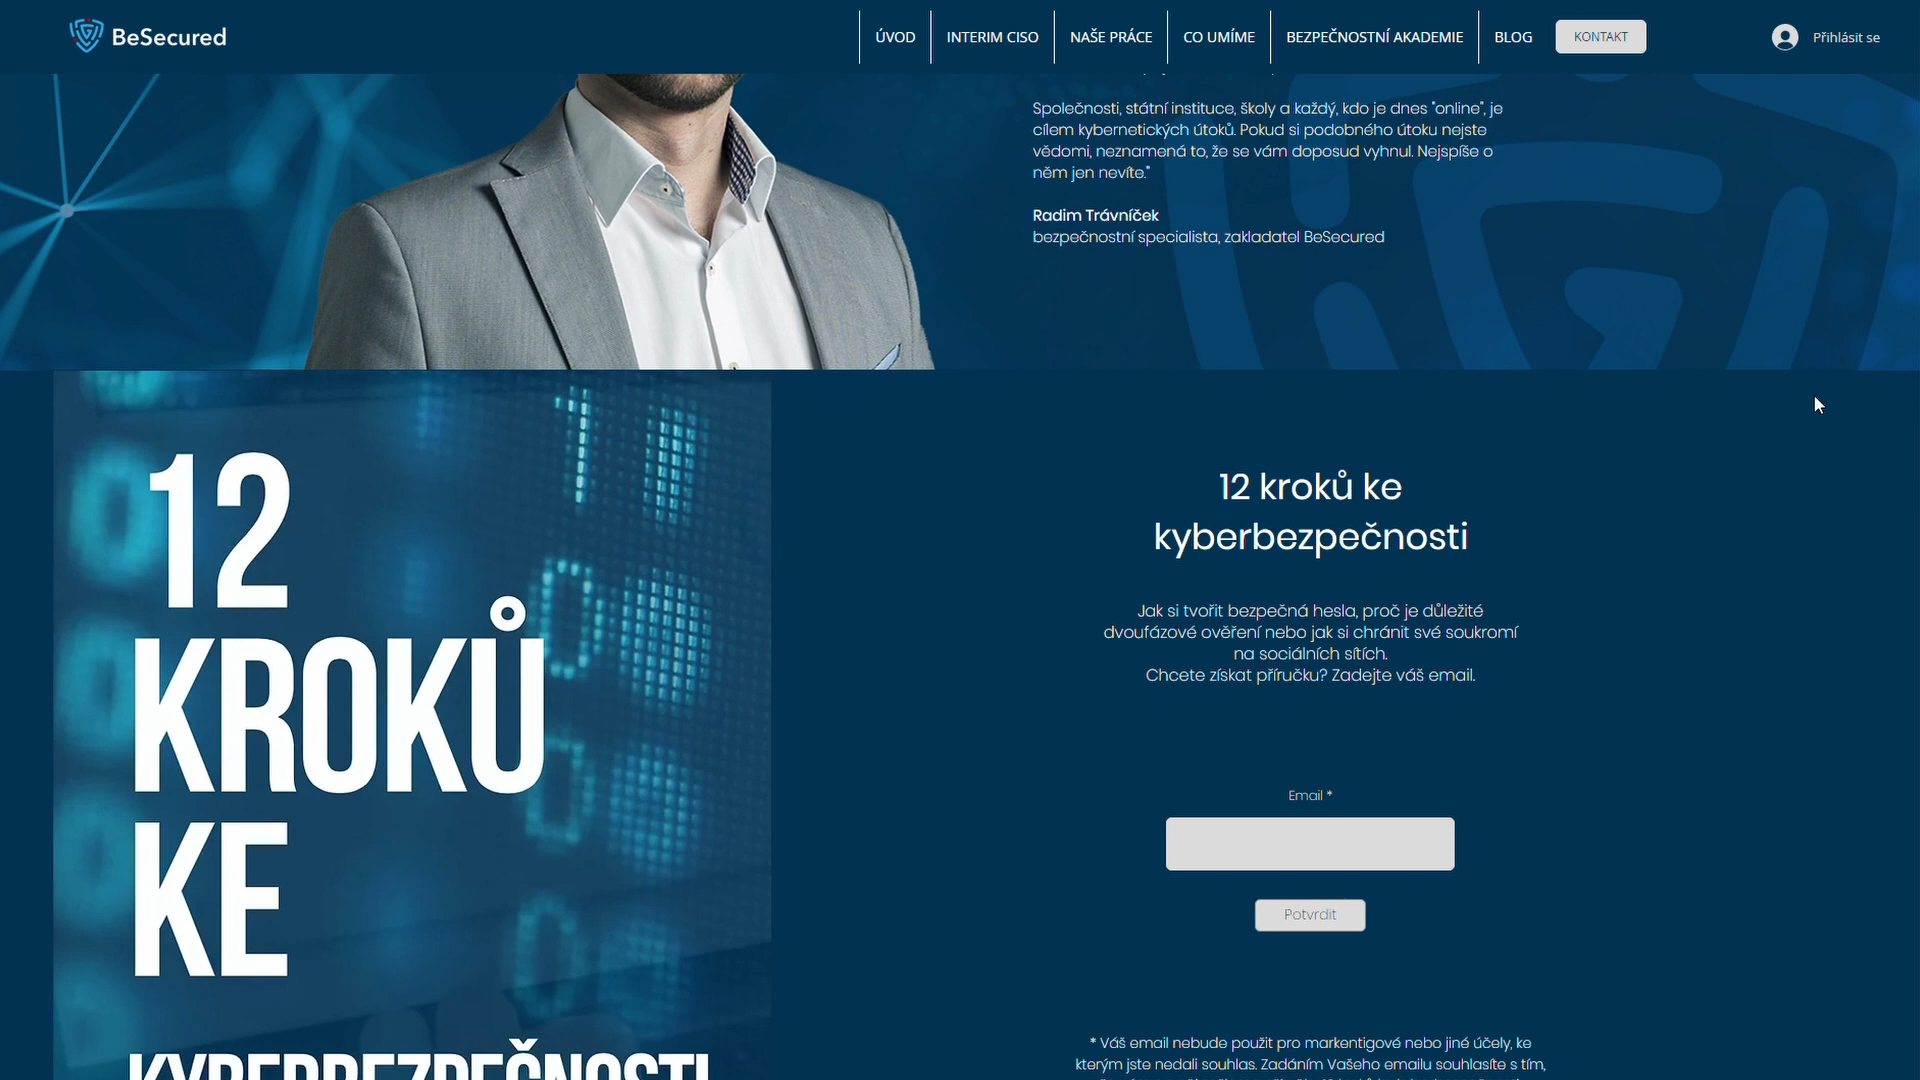 BeSecured
ÚVOD
INTERIM CISO
NAŠE PRÁCE
CO UMÍME
BEZPEČNOSTNÍ AKADEMIE
BLOG
KONTAKT
Přihlásit se
Společnosti, státní instituce, školy a každý, kdo je dnes "online", je
cílem kybernetických útoků. Pokud si podobného útoku nejste
vědomi, neznamená to, že se vám doposud vyhnul. Nejspíše o
něm jen nevíte."
Radim Trávníček
bezpečnostní specialista, zakladatel BeSecured
12
KROKŮ
KE
KYBERBEZPEČNOSTI
12 kroků ke
kyberbezpečnosti
Jak si tvořit bezpečná hesla, proč je důležité
dvoufázové ověření nebo jak si chránit své soukromí
na sociálních sítích.
Chcete získat příručku? Zadejte váš email.
Email *
Potvrdit
* Váš email nebude použit pro markentigové nebo jiné účely, ke
kterým jste nedali souhlas. Zadáním Vašeho emailu souhlasíte s tím,